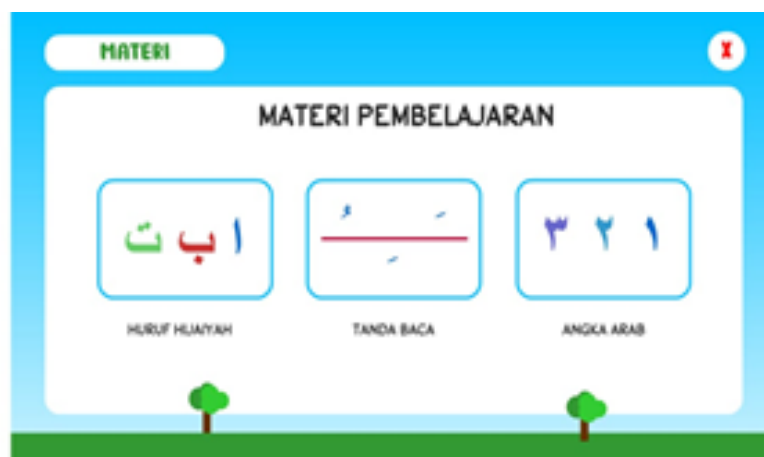 MATERI
X
MATERI PEMBELAJARAN
ا ب ت
َ ُ
ِ
١ ٢ ٣
HURUF HIJAIYAH
TANDA BACA
ANGKA ARAB